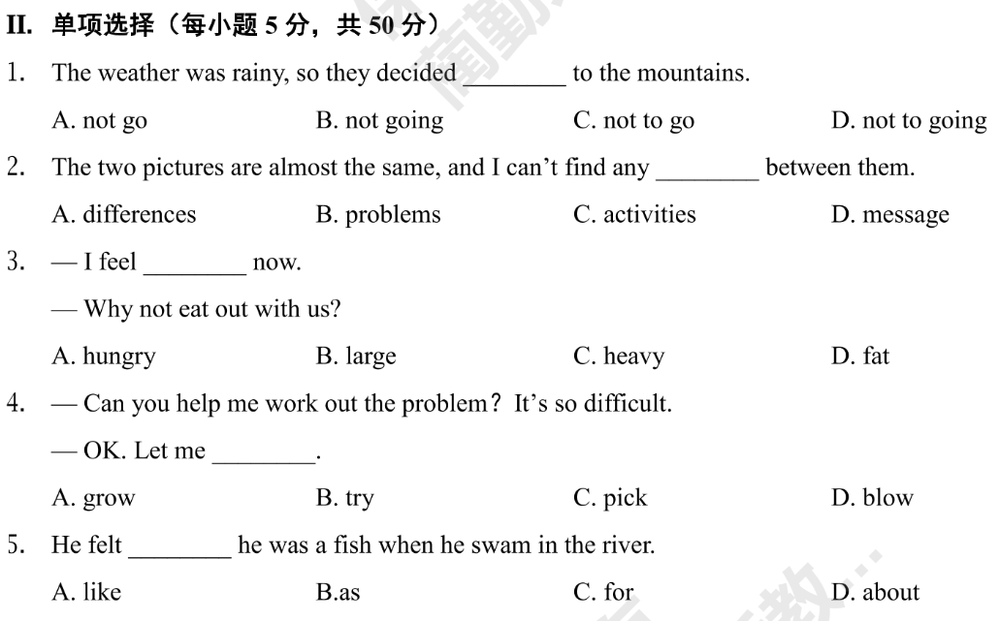 II. 单项选择（每小题 5 分，共 50 分）
1. The weather was rainy, so they decided ________ to the mountains.
A. not go B. not going C. not to go D. not to going
2. The two pictures are almost the same, and I can’t find any ________ between them.
A. differences B. problems C. activities D. message
3. — I feel ________ now.
— Why not eat out with us?
A. hungry B. large C. heavy D. fat
4. — Can you help me work out the problem？It’s so difficult.
— OK. Let me ________.
A. grow B. try C. pick D. blow
5. He felt ________ he was a fish when he swam in the river.
A. like B.as C. for D. about